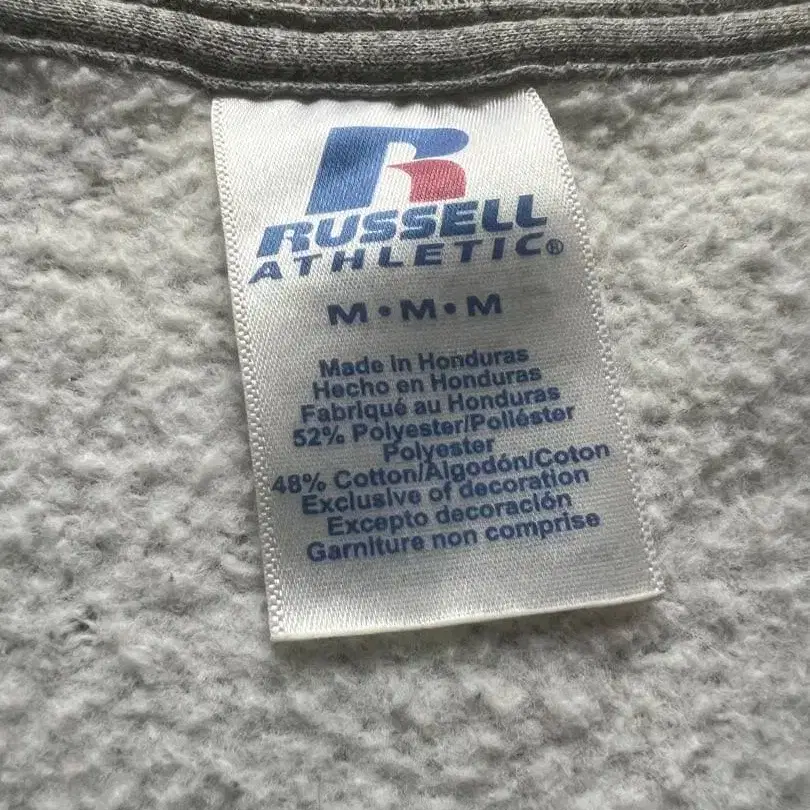 RUSSELL
ATHLETIC®
M•M•M
Made in Honduras
Hecho en Honduras
Fabriqué au Honduras
52% Polyester/Poliéster
Polyester
48% Cotton/Algodón/Coton
Exclusive of decoration
Excepto decoración
Garniture non comprise